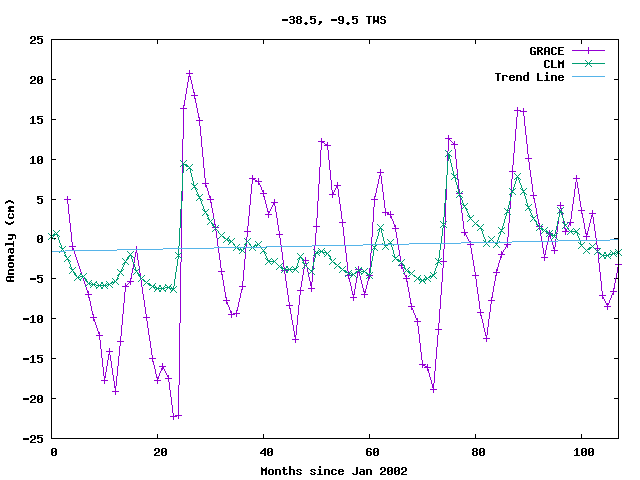 -38.5, -9.5 TWS
GRACE
CLM
Trend Line
25
20
15
10
5
0
-5
-10
-15
-20
-25
Anomaly (cm)
0 20 40 60 80 100
Months since Jan 2002